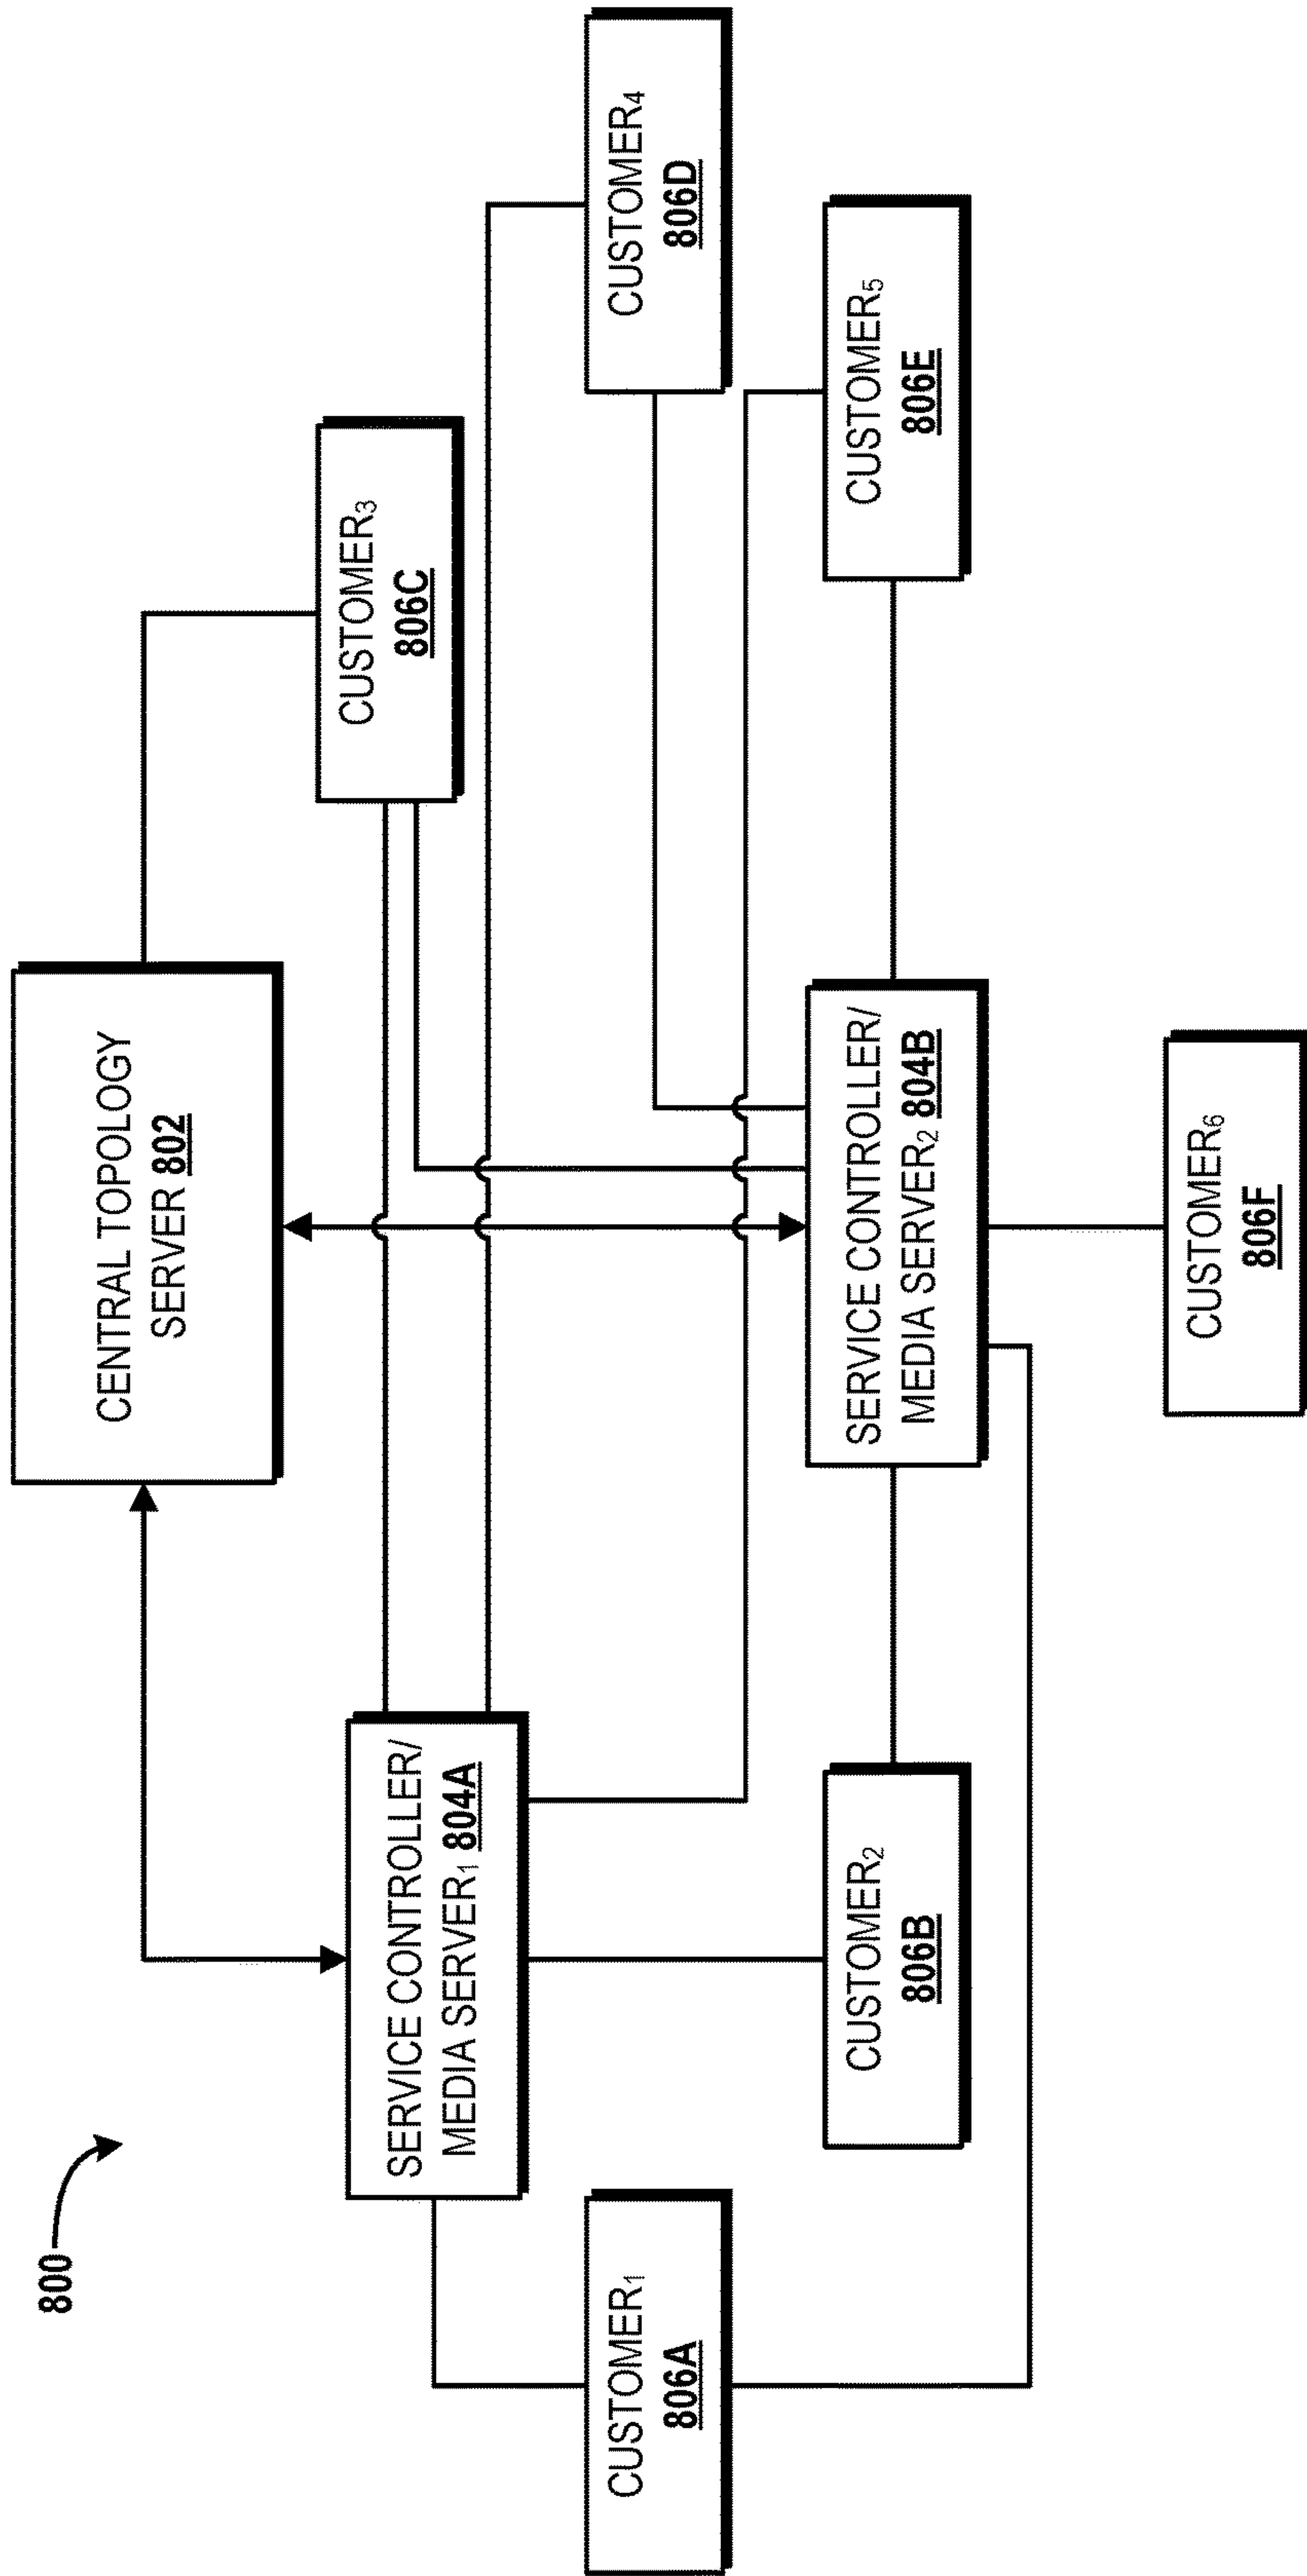 800
CENTRAL TOPOLOGY
SERVER 802
SERVICE CONTROLLER/
MEDIA SERVER₁ 804A
CUSTOMER₃
806C
CUSTOMER₁
806A
CUSTOMER₄
806D
CUSTOMER₂
806B
SERVICE CONTROLLER/
MEDIA SERVER₂ 804B
CUSTOMER₅
806E
CUSTOMER₆
806F